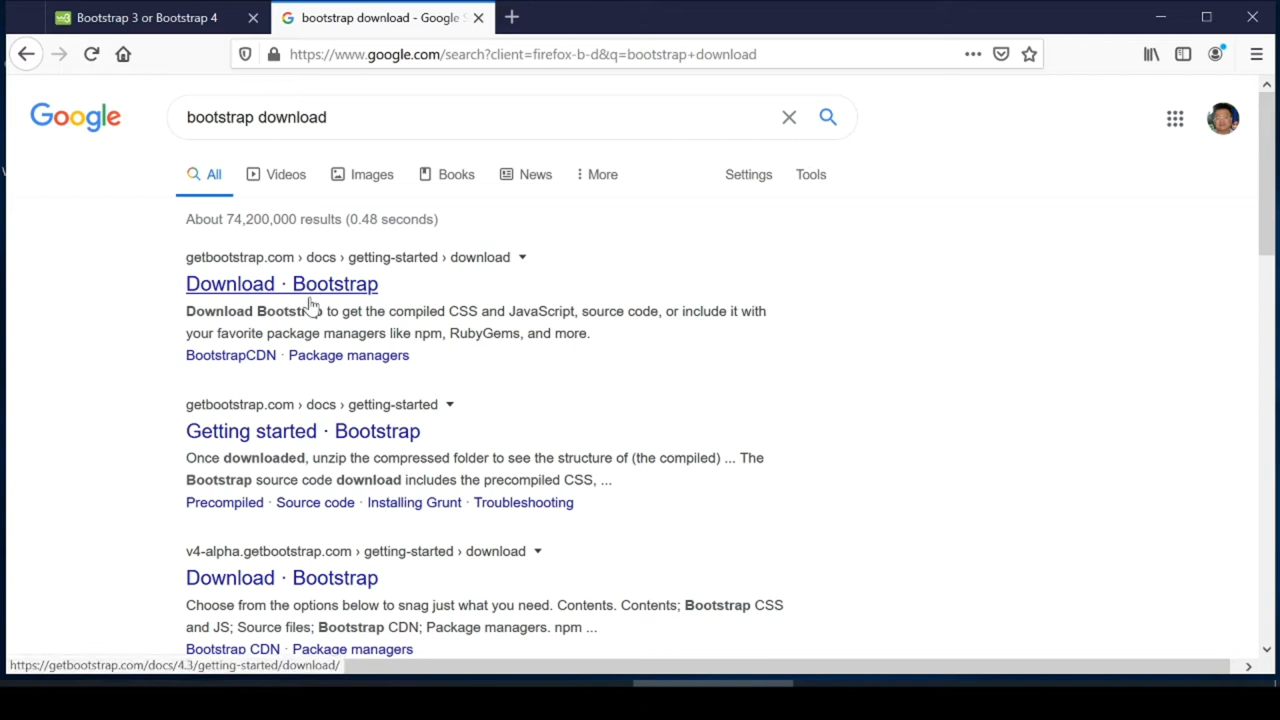 Bootstrap 3 or Bootstrap 4
bootstrap download - Google S
https://www.google.com/search?client=firefox-b-d&q=bootstrap+download
Google
bootstrap download
All
Videos
Images
Books
News
More
Settings
Tools
About 74,200,000 results (0.48 seconds)
getbootstrap.com › docs › getting-started › download
Download · Bootstrap
Download Bootstrap to get the compiled CSS and JavaScript, source code, or include it with
your favorite package managers like npm, RubyGems, and more.
BootstrapCDN · Package managers
getbootstrap.com › docs › getting-started
Getting started · Bootstrap
Once downloaded, unzip the compressed folder to see the structure of (the compiled) ... The
Bootstrap source code download includes the precompiled CSS, ...
Precompiled · Source code · Installing Grunt · Troubleshooting
v4-alpha.getbootstrap.com › getting-started › download
Download · Bootstrap
Choose from the options below to snag just what you need. Contents. Contents; Bootstrap CSS
and JS; Source files; Bootstrap CDN; Package managers. npm ...
Bootstrap CDN · Package managers
https://getbootstrap.com/docs/4.3/getting-started/download/